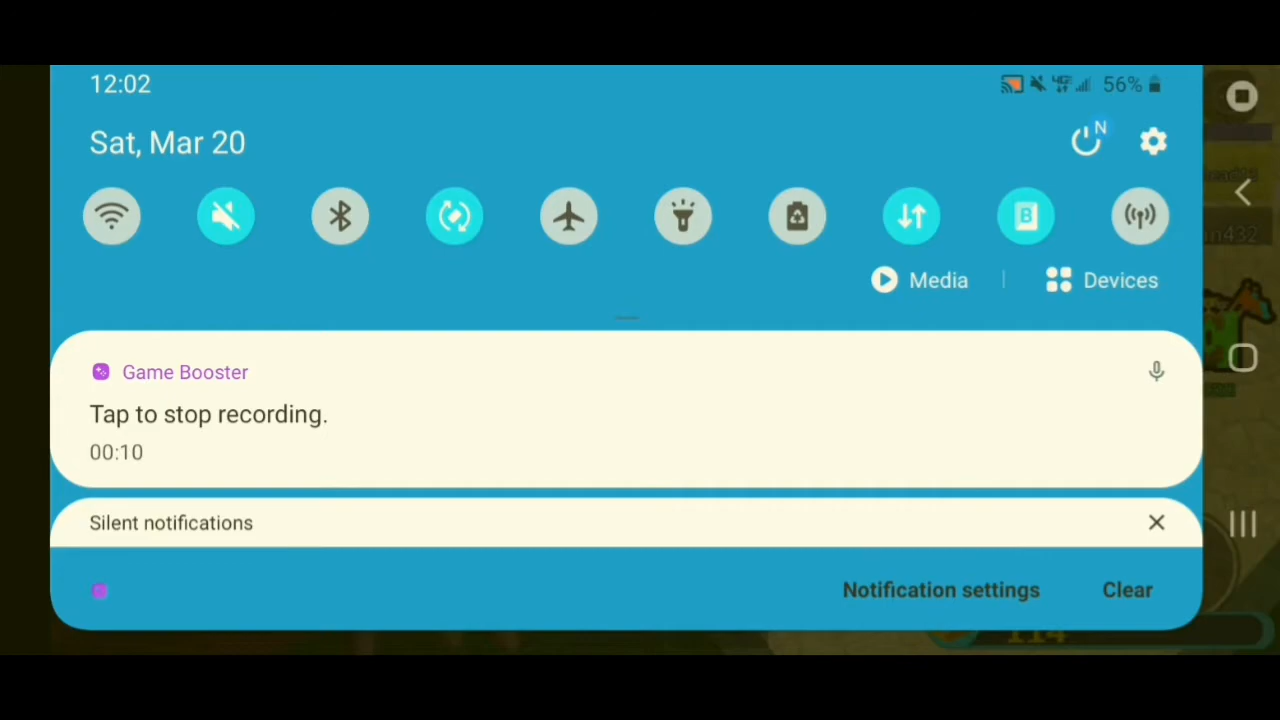 12:02
56%
Sat, Mar 20
N
B
Media
Devices
Game Booster
Tap to stop recording.
00:10
Silent notifications
Notification settings
Clear
114